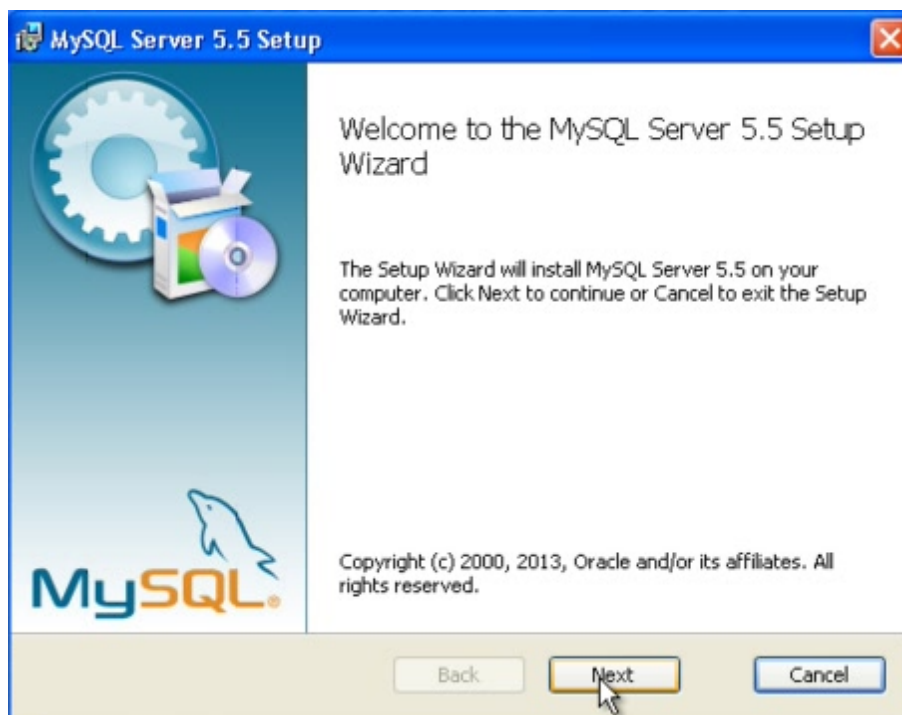 MySQL Server 5.5 Setup
Welcome to the MySQL Server 5.5 Setup
Wizard
The Setup Wizard will install MySQL Server 5.5 on your
computer. Click Next to continue or Cancel to exit the Setup
Wizard.
Copyright (c) 2000, 2013, Oracle and/or its affiliates. All
rights reserved.
MySQL®
Back Next Cancel